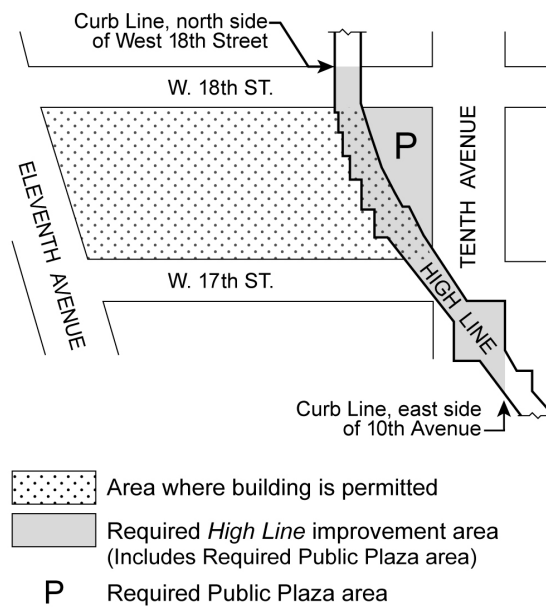 Curb Line, north side
of West 18th Street
W. 18th ST.
P
TENTH AVENUE
ELEVENTH AVENUE
HIGH LINE
W. 17th ST.
Curb Line, east side
of 10th Avenue
Area where building is permitted
Required High Line improvement area
(Includes Required Public Plaza area)
P Required Public Plaza area